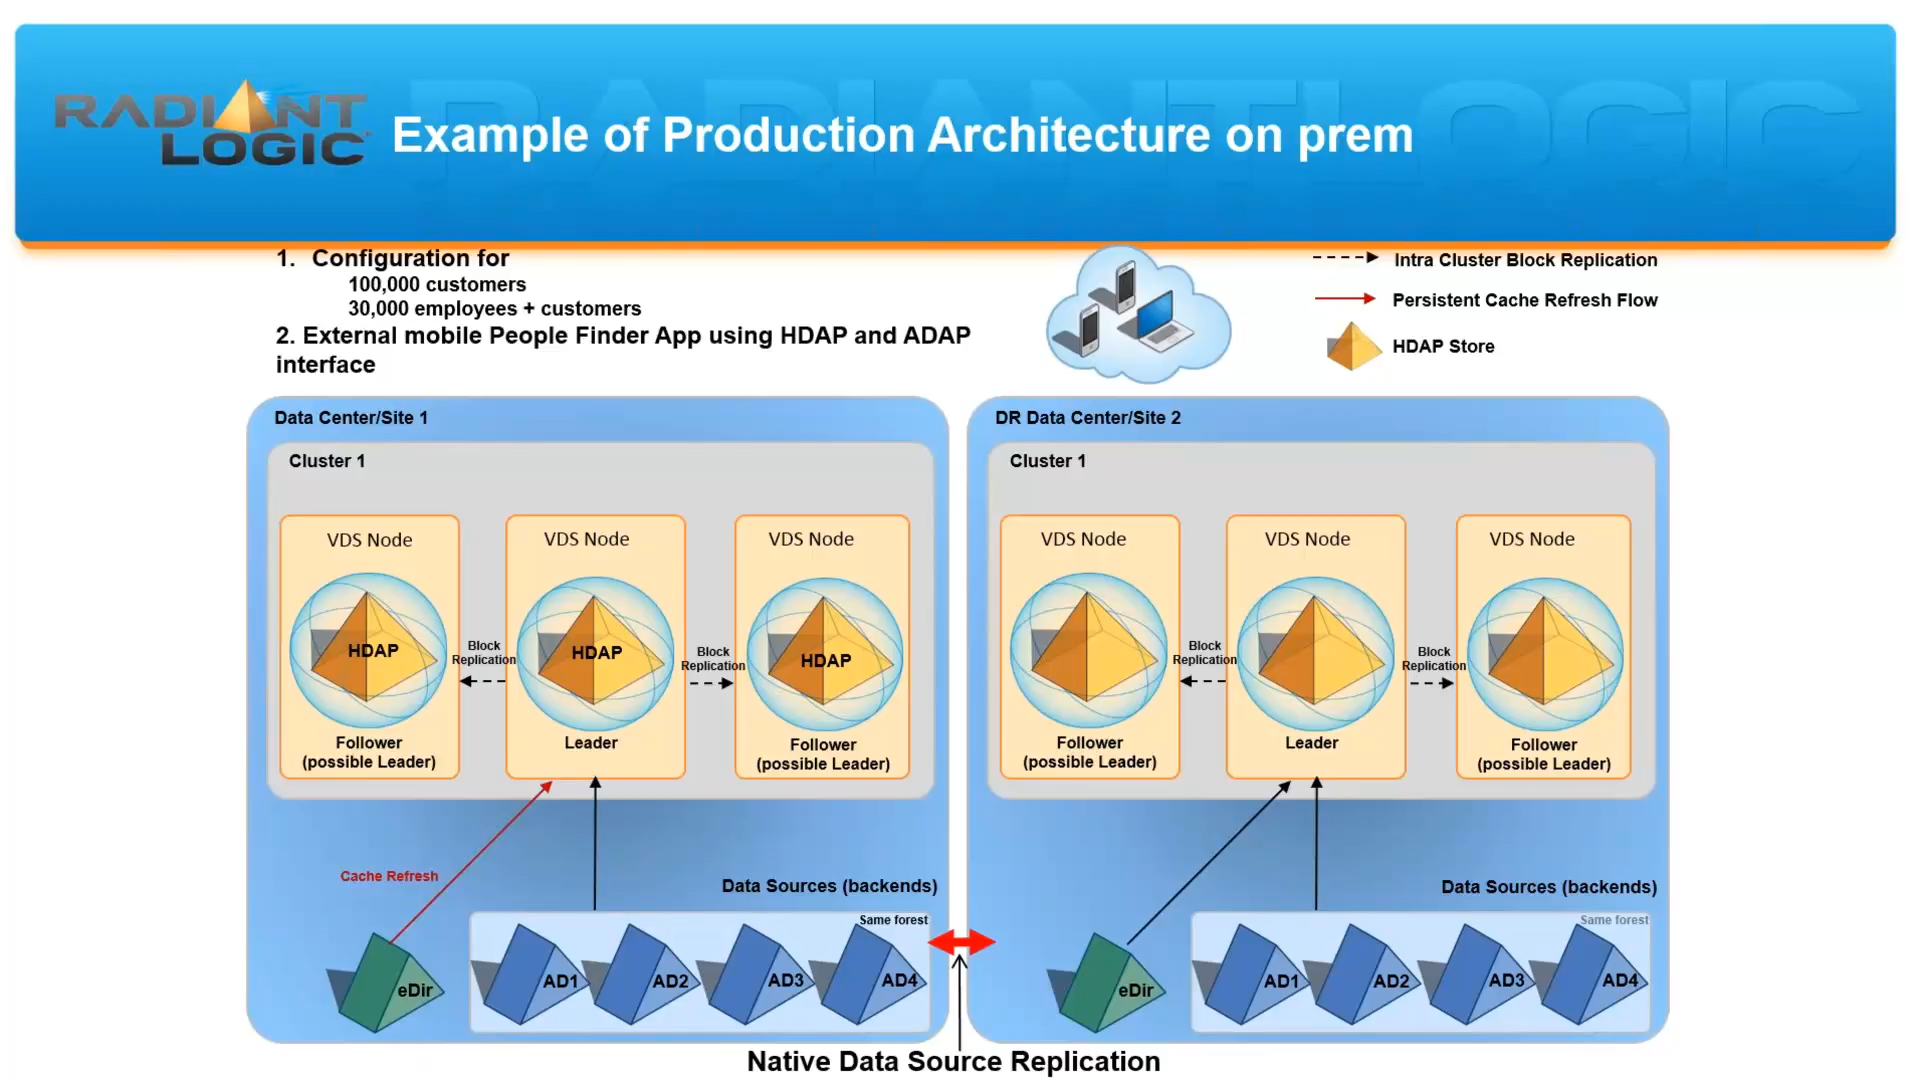 RADIANT
LOGIC
RADIANT LOGIC
Example of Production Architecture on prem
1. Configuration for
100,000 customers
30,000 employees + customers
2. External mobile People Finder App using HDAP and ADAP
interface
Intra Cluster Block Replication
Persistent Cache Refresh Flow
HDAP Store
Data Center/Site 1
Cluster 1
VDS Node
HDAP
Follower
(possible Leader)
Block
Replication
VDS Node
HDAP
Leader
Block
Replication
VDS Node
HDAP
Follower
(possible Leader)
Cache Refresh
Data Sources (backends)
Same forest
eDir
AD1
AD2
AD3
AD4
DR Data Center/Site 2
Cluster 1
VDS Node
Follower
(possible Leader)
Block
Replication
VDS Node
Leader
Block
Replication
VDS Node
Follower
(possible Leader)
Data Sources (backends)
Same forest
eDir
AD1
AD2
AD3
AD4
Native Data Source Replication